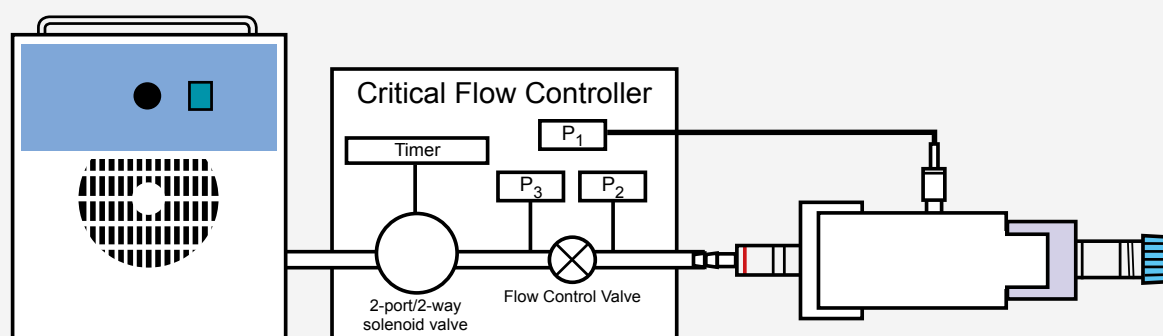 Critical Flow Controller
P₁
Timer
P₃
P₂
Flow Control Valve
2-port/2-way
solenoid valve